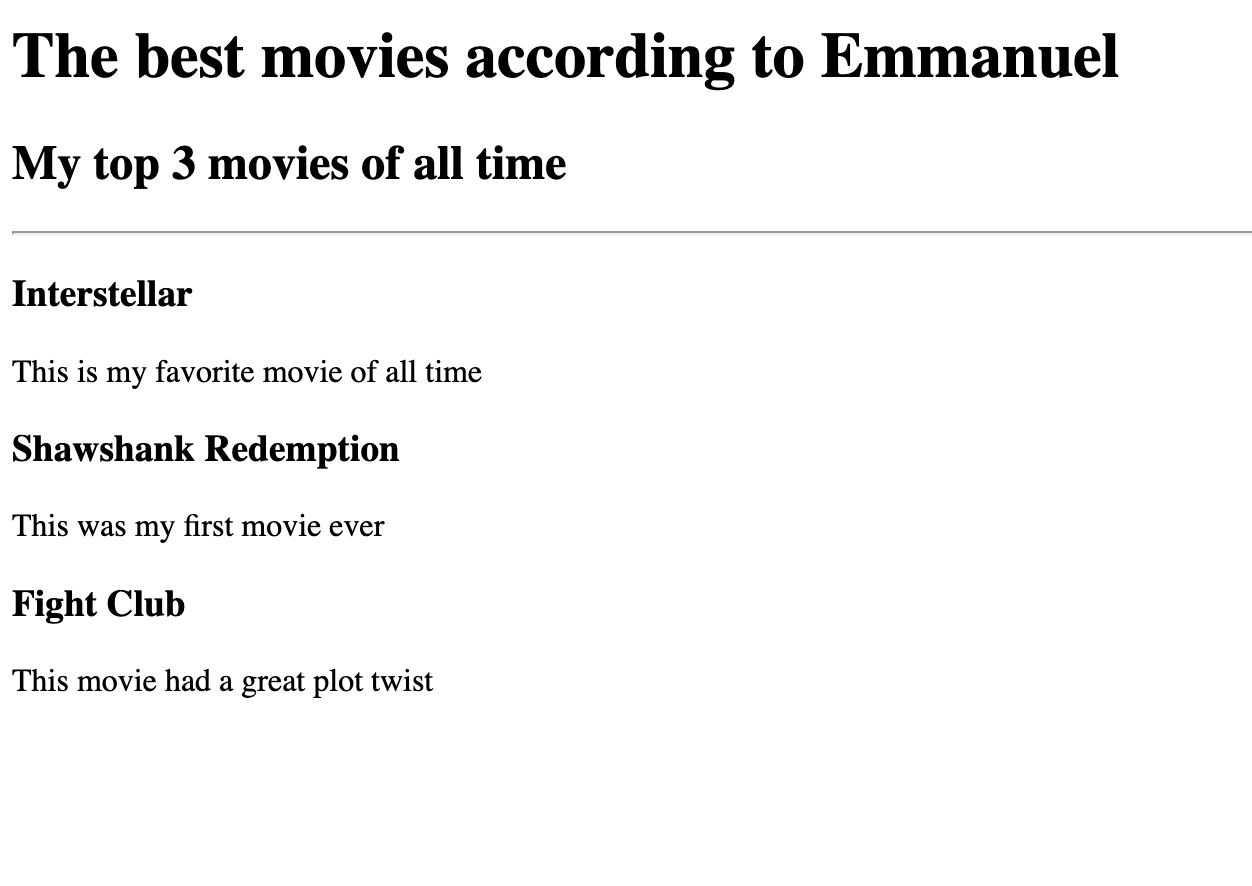 The best movies according to Emmanuel
My top 3 movies of all time
Interstellar
This is my favorite movie of all time
Shawshank Redemption
This was my first movie ever
Fight Club
This movie had a great plot twist